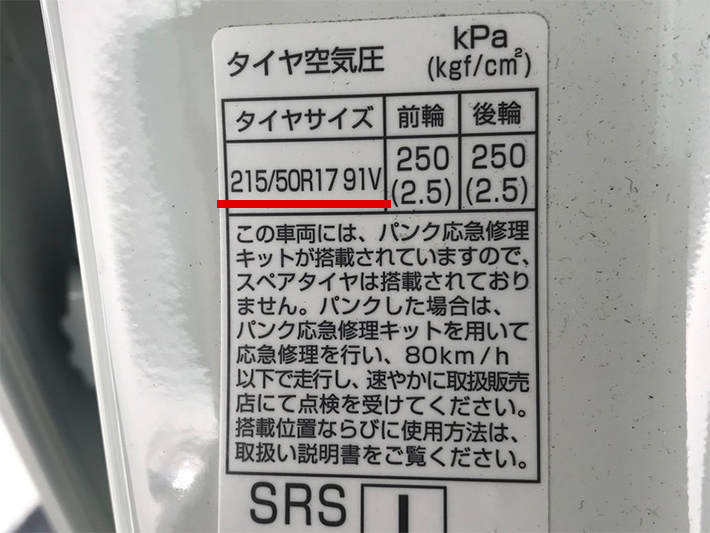 タイヤ空気圧 kPa
(kgf/cm²)
タイヤサイズ 前輪 後輪
215/50R17 91V 250 250
(2.5) (2.5)
この車両には、パンク応急修理
キットが搭載されていますので、
スペアタイヤは搭載されており
ません。パンクした場合は、
パンク応急修理キットを用いて
応急修理を行い、80km/h
以下で走行し、速やかに取扱販売
店にて点検を受けてください。
搭載位置ならびに使用方法は、
取扱い説明書をご覧ください。
SRS